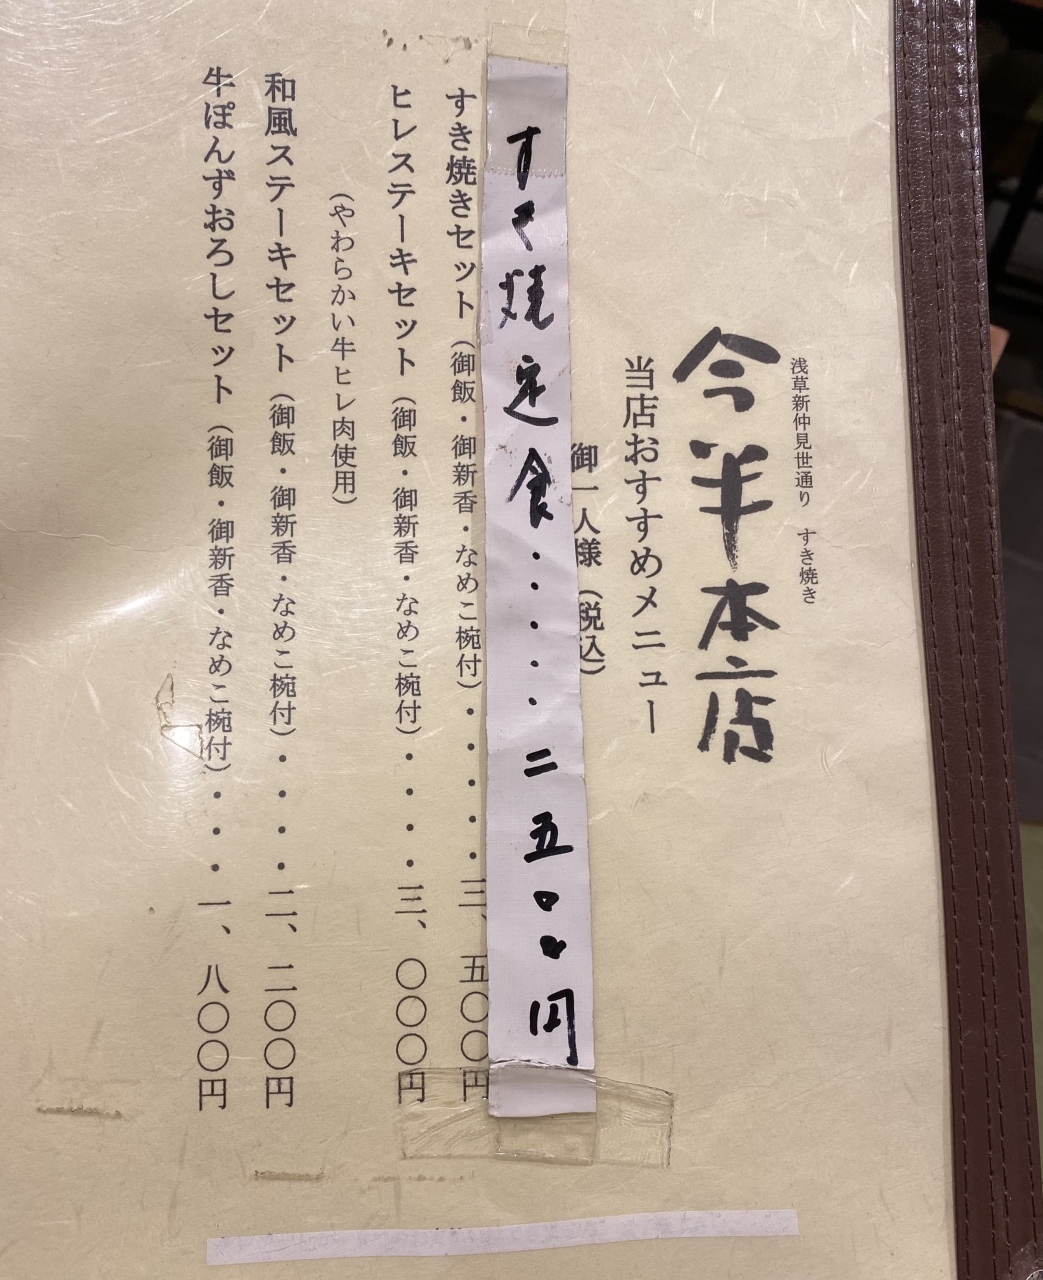 浅草新仲見世通り すき焼き
今半本店
当店おすすめメニュー
御一人様 (税込)
すき焼定食・・・・・二五〇〇円
すき焼きセット(御飯・御新香・なめこ椀付)・・・・三、五〇〇円
ヒレステーキセット(御飯・御新香・なめこ椀付)・・・三、〇〇〇円
(やわらかい牛ヒレ肉使用)
和風ステーキセット(御飯・御新香・なめこ椀付)・・・・二、二〇〇円
牛ぽんずおろしセット(御飯・御新香・なめこ椀付)・・・一、八〇〇円